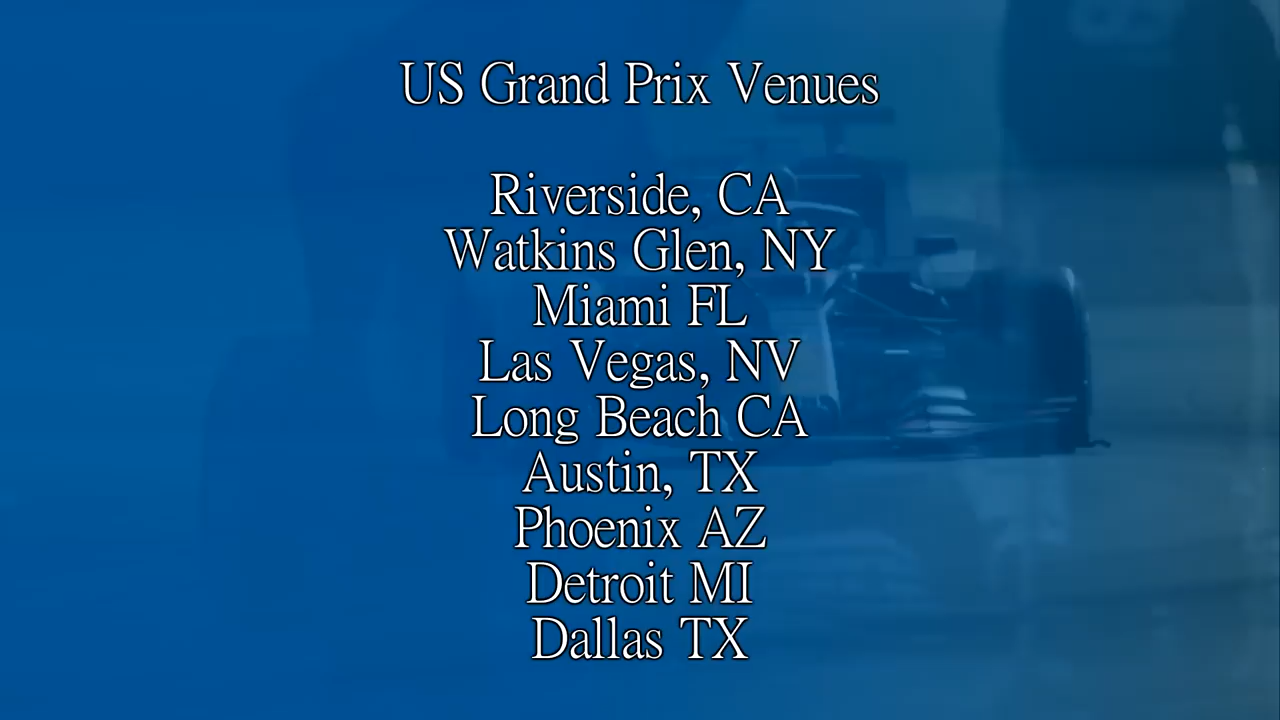 US Grand Prix Venues
Riverside, CA
Watkins Glen, NY
Miami FL
Las Vegas, NV
Long Beach CA
Austin, TX
Phoenix AZ
Detroit MI
Dallas TX